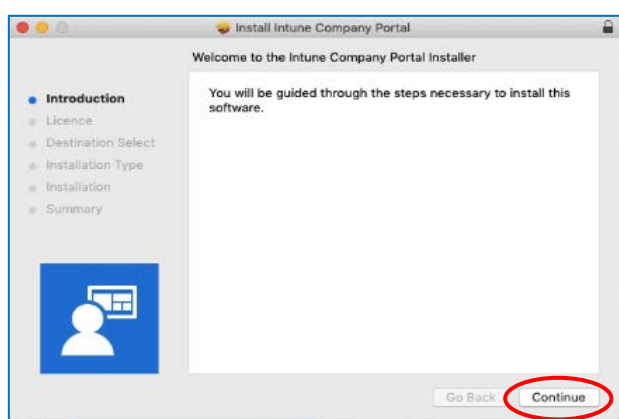 Install Intune Company Portal
Welcome to the Intune Company Portal Installer
Introduction
Licence
Destination Select
Installation Type
Installation
Summary
You will be guided through the steps necessary to install this
software.
Go Back
Continue